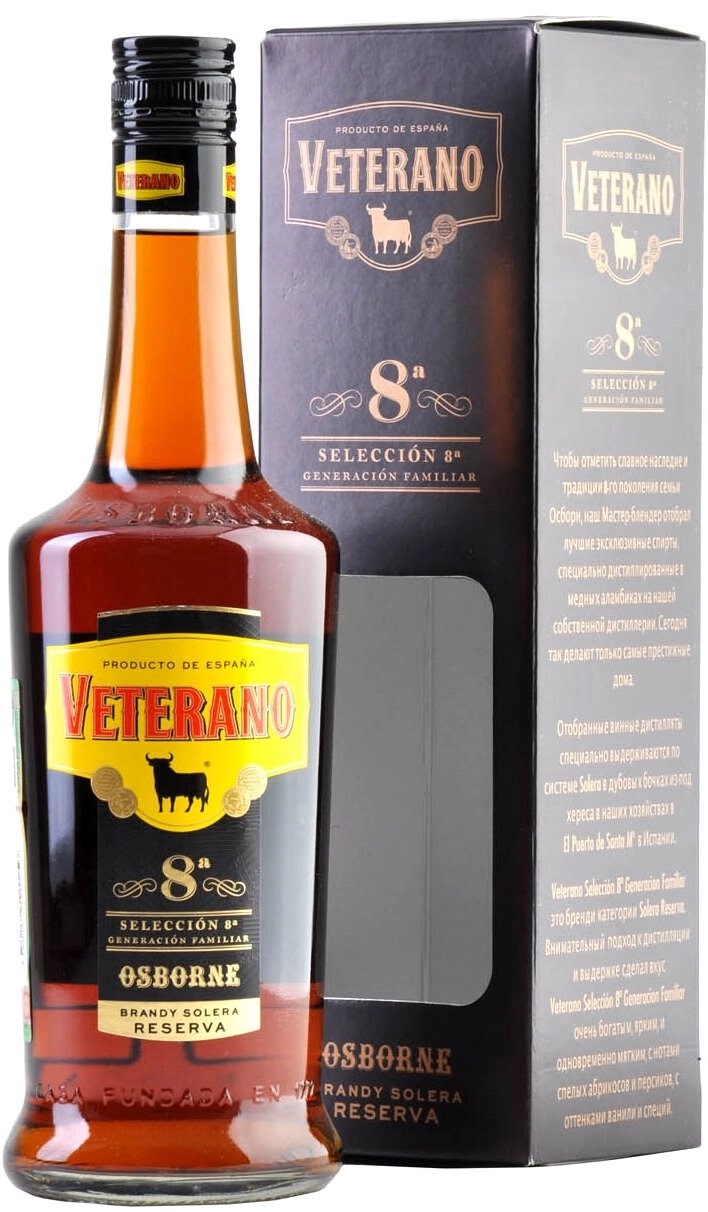 VETERANO
OSBORNE
PRODUCTO DE ESPAÑA
VETERANO
®
8ª
SELECCIÓN 8ª
GENERACIÓN FAMILIAR
OSBORNE
BRANDY SOLERA
RESERVA
CASA FUNDADA EN
PRODUCTO DE ESPAÑA
VETERANO
8ª
SELECCIÓN 8ª
GENERACIÓN FAMILIAR
OSBORNE
SOLERA
RESERVA
PRODUCTO DE ESPAÑA
VETERANO
8ª
SELECCIÓN 8ª
GENERACIÓN FAMILIAR
Чтобы отметить славное наследие и
традиции 8-го поколения семьи
Осборн, наш Мастер-блендер отобрал
лучшие эксклюзивные спирты,
специально дистиллированные в
медных аламбиках на нашей
собственной дистиллерии. Сегодня
так делают только самые престижные
дома.
Отобранные винные дистилляты
специально выдерживаются по
системе Solera в дубовых бочках из-под
хереса в наших хозяйствах в
El Puerto de Santa Mª в Испании.
Veterano Selección 8ª Generacion Familiar
это бренди категории Solera Reserva.
Внимательный подход к дистилляции
и выдержке сделал вкус
Veterano Selección 8ª Generacion Familiar
очень богатым, ярким, и
одновременно мягким, с нотами
спелых абрикосов и персиков, с
оттенками ванили и специй.